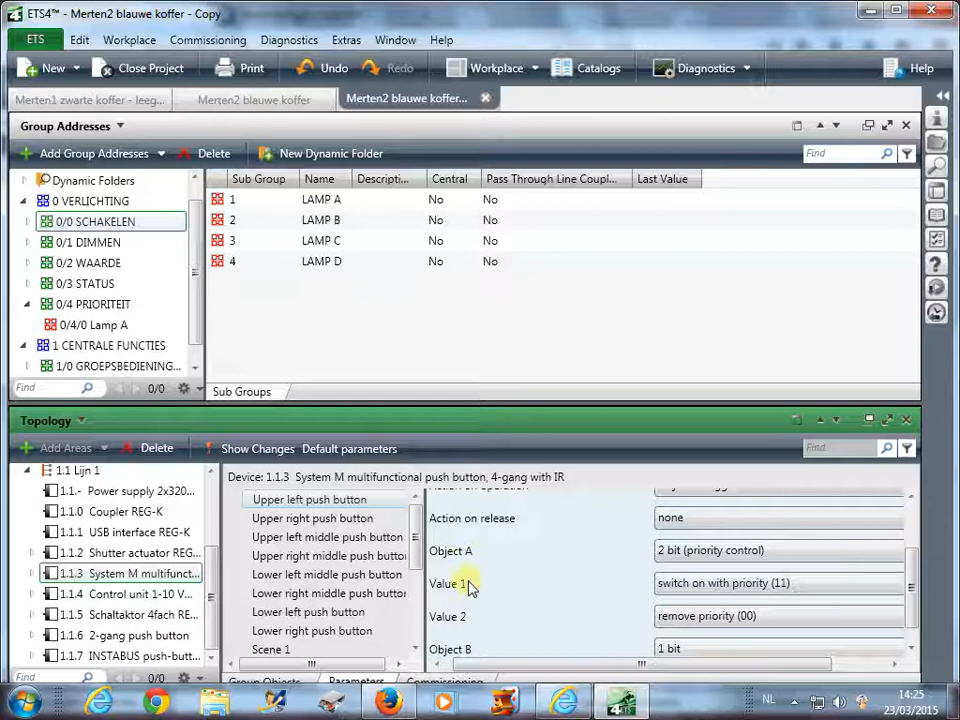 ETS4™ - Merten2 blauwe koffer - Copy
ETS Edit Workplace Commissioning Diagnostics Extras Window Help
New Close Project Print Undo Redo Workplace Catalogs Diagnostics Help
Merten1 zwarte koffer - leeg... Merten2 blauwe koffer Merten2 blauwe koffer...
Group Addresses
Add Group Addresses Delete New Dynamic Folder Find
Dynamic Folders
0 VERLICHTING
0/0 SCHAKELEN
0/1 DIMMEN
0/2 WAARDE
0/3 STATUS
0/4 PRIORITEIT
0/4/0 Lamp A
1 CENTRALE FUNCTIES
1/0 GROEPSBEDIENING...
Find 0/0
Sub Group Name Descripti... Central Pass Through Line Coupl... Last Value
1 LAMP A No No
2 LAMP B No No
3 LAMP C No No
4 LAMP D No No
Sub Groups
Topology
Add Areas Delete Show Changes Default parameters Find
1.1 Lijn 1
1.1.- Power supply 2x320...
1.1.0 Coupler REG-K
1.1.1 USB interface REG-K
1.1.2 Shutter actuator REG...
1.1.3 System M multifunct...
1.1.4 Control unit 1-10 V...
1.1.5 Schaltaktor 4fach RE...
1.1.6 2-gang push button
1.1.7 INSTABUS push-butt...
Find
Device: 1.1.3 System M multifunctional push button, 4-gang with IR
Upper left push button
Upper right push button
Upper left middle push button
Upper right middle push butto
Lower left middle push button
Lower right middle push butto
Lower left push button
Lower right push button
Scene 1
Action on operation
Action on release none
Object A 2 bit (priority control)
Value 1 switch on with priority (11)
Value 2 remove priority (00)
Object B 1 bit
Group Objects Parameters Commissioning
NL 14:25
23/03/2015